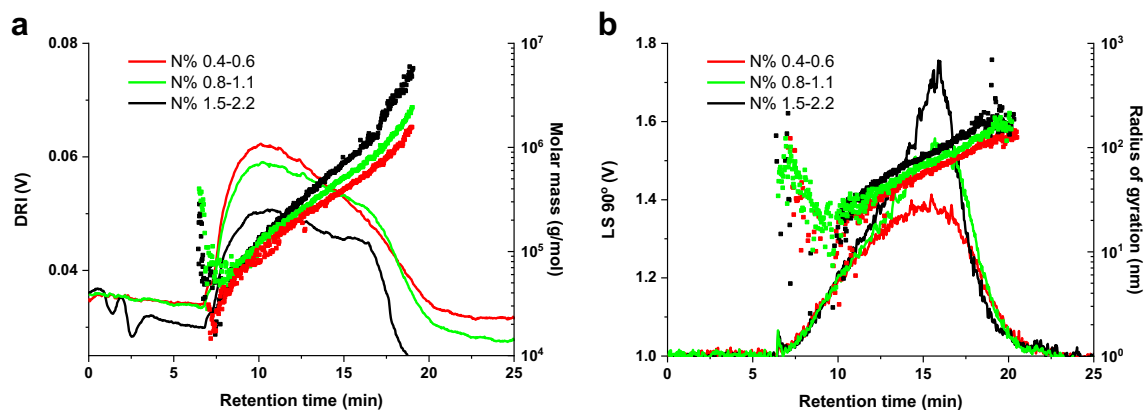 a
DRI (V)
0.08
0.06
0.04
N% 0.4-0.6
N% 0.8-1.1
N% 1.5-2.2
10⁷
10⁶
10⁵
10⁴
Molar mass (g/mol)
0 5 10 15 20 25
Retention time (min)
b
LS 90º (V)
1.8
1.6
1.4
1.2
1.0
N% 0.4-0.6
N% 0.8-1.1
N% 1.5-2.2
10³
10²
10¹
10⁰
Radius of gyration (nm)
0 5 10 15 20 25
Retention time (min)